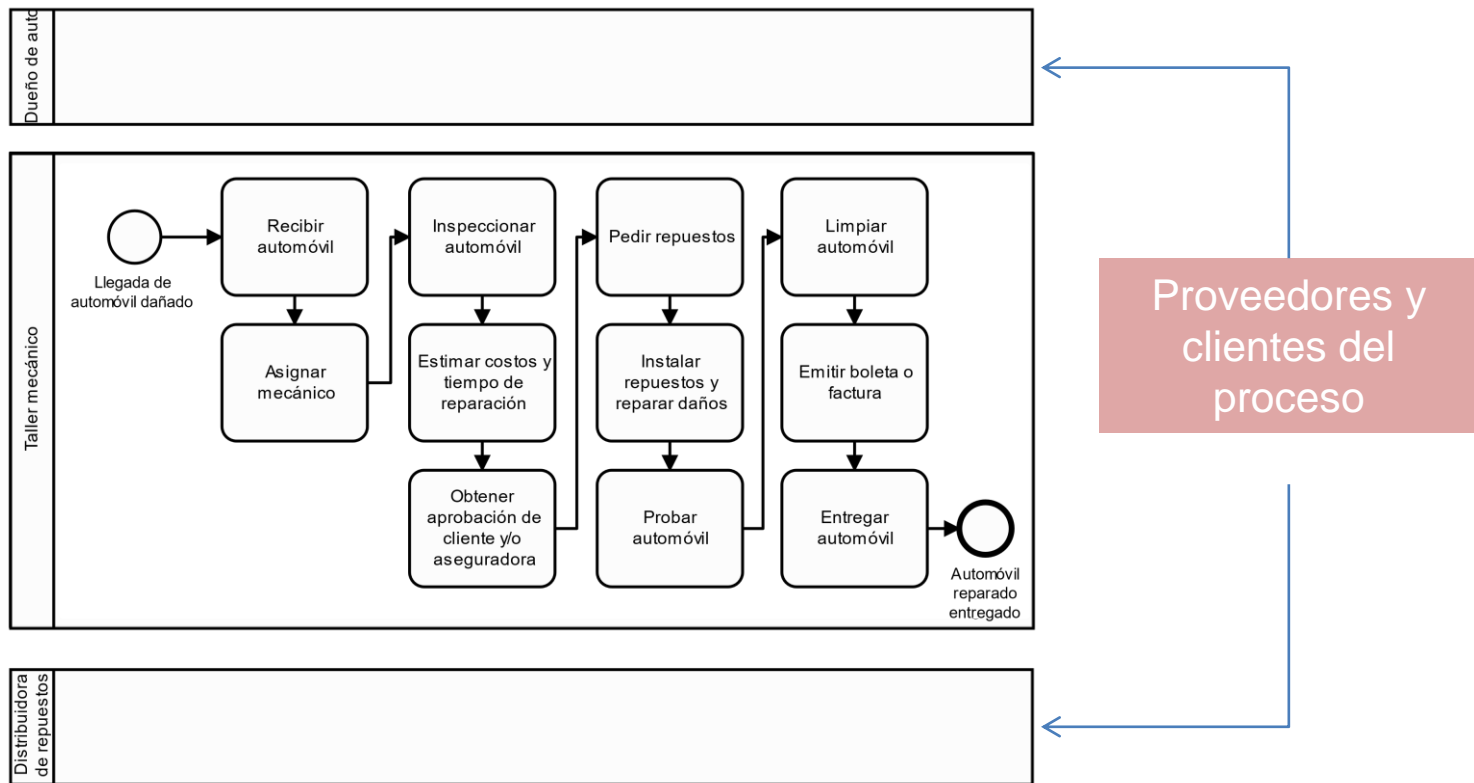 Dueño de auto
Taller mecánico
Llegada de
automóvil dañado
Recibir
automóvil
Asignar
mecánico
Inspeccionar
automóvil
Estimar costos y
tiempo de
reparación
Obtener
aprobación de
cliente y/o
aseguradora
Pedir repuestos
Instalar
repuestos y
reparar daños
Probar
automóvil
Limpiar
automóvil
Emitir boleta o
factura
Entregar
automóvil
Automóvil
reparado
entregado
Distribuidora
de repuestos
Proveedores y
clientes del
proceso